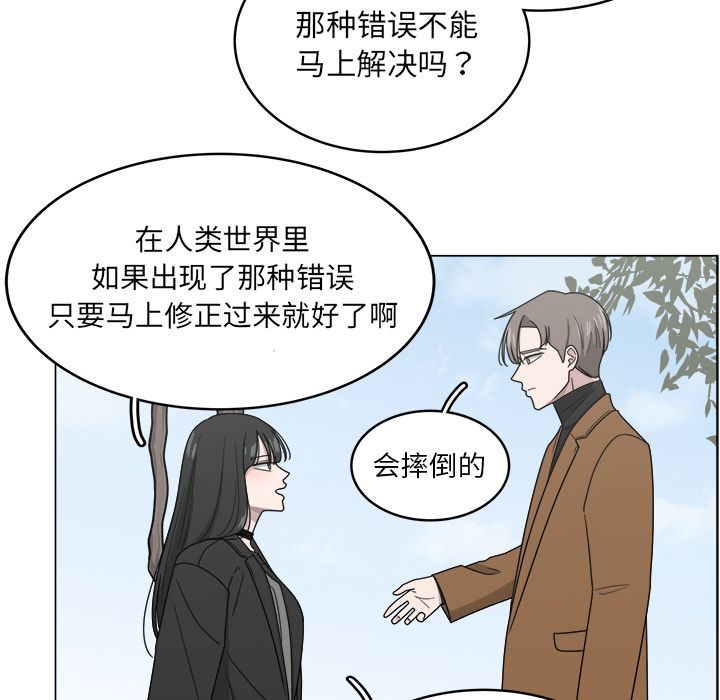 那种错误不能
马上解决吗？
在人类世界里
如果出现了那种错误
只要马上修正过来就好了啊
会摔倒的